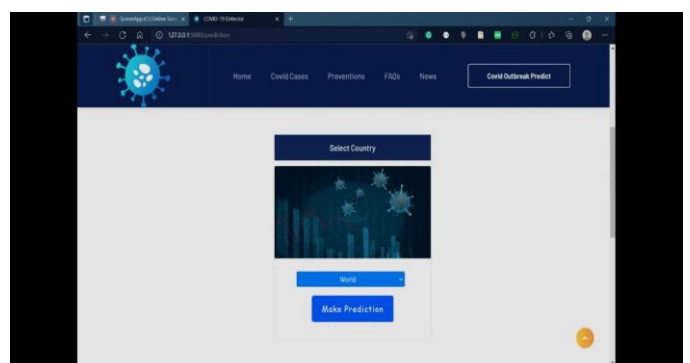 COVID-19 Detector
127.0.0.1:5000/prediction
Home Covid Cases Preventions FAQs News Covid Outbreak Predict
Select Country
World
Make Prediction